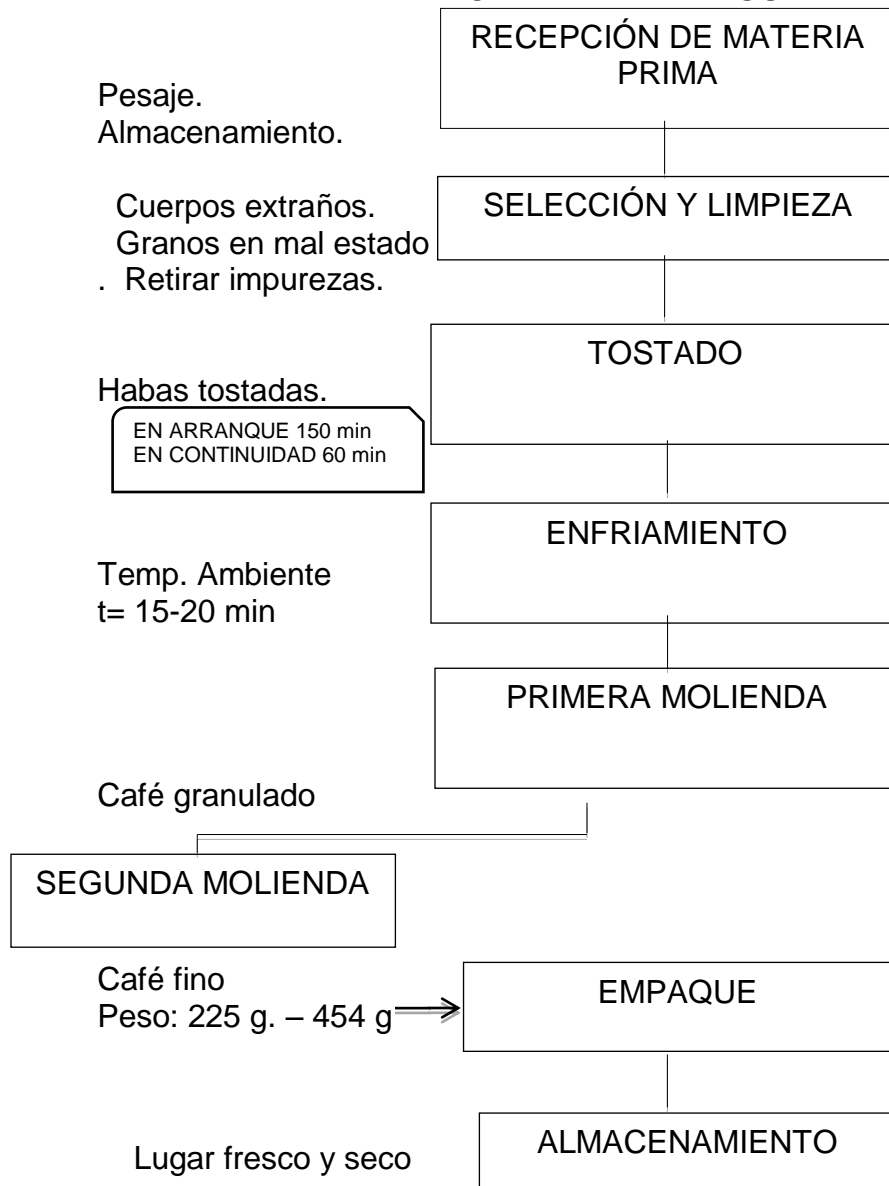 RECEPCIÓN DE MATERIA
PRIMA
Pesaje.
Almacenamiento.
SELECCIÓN Y LIMPIEZA
Cuerpos extraños.
Granos en mal estado
. Retirar impurezas.
TOSTADO
Habas tostadas.
EN ARRANQUE 150 min
EN CONTINUIDAD 60 min
ENFRIAMIENTO
Temp. Ambiente
t= 15-20 min
PRIMERA MOLIENDA
Café granulado
SEGUNDA MOLIENDA
Café fino
Peso: 225 g. – 454 g
EMPAQUE
ALMACENAMIENTO
Lugar fresco y seco